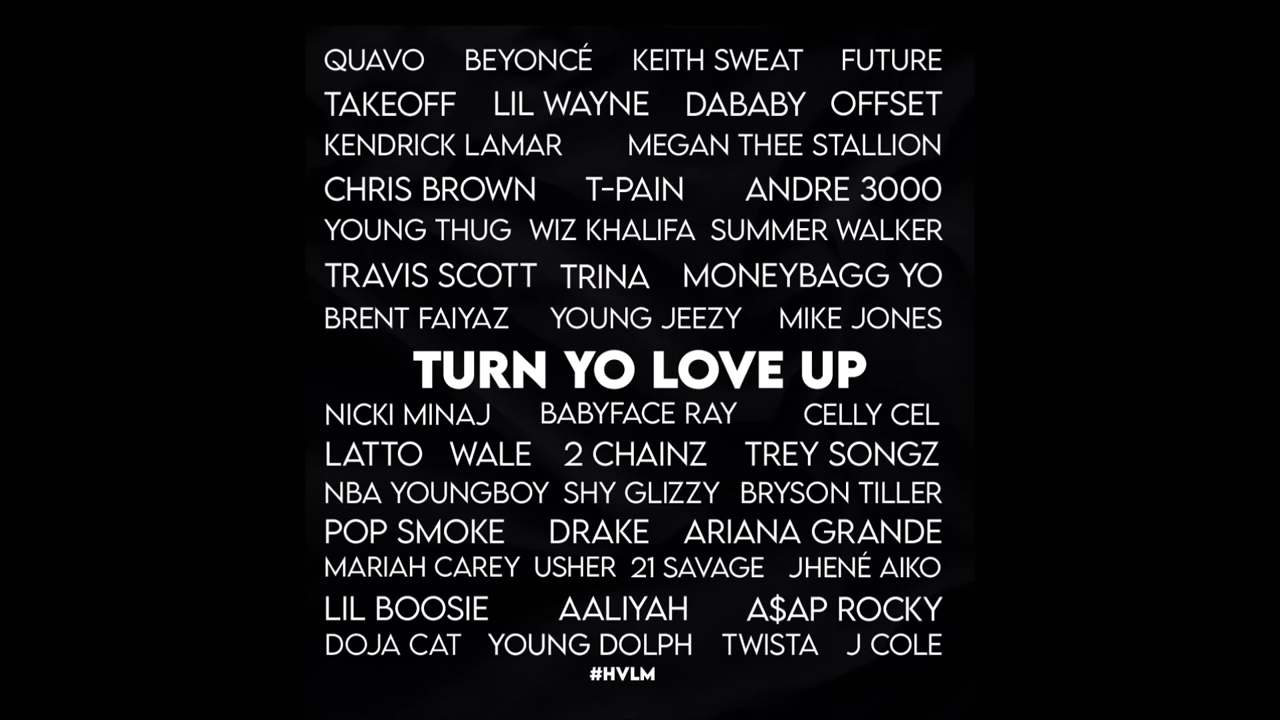 QUAVO BEYONCÉ KEITH SWEAT FUTURE
TAKEOFF LIL WAYNE DABABY OFFSET
KENDRICK LAMAR MEGAN THEE STALLION
CHRIS BROWN T-PAIN ANDRE 3000
YOUNG THUG WIZ KHALIFA SUMMER WALKER
TRAVIS SCOTT TRINA MONEYBAGG YO
BRENT FAIYAZ YOUNG JEEZY MIKE JONES
TURN YO LOVE UP
NICKI MINAJ BABYFACE RAY CELLY CEL
LATTO WALE 2 CHAINZ TREY SONGZ
NBA YOUNGBOY SHY GLIZZY BRYSON TILLER
POP SMOKE DRAKE ARIANA GRANDE
MARIAH CAREY USHER 21 SAVAGE JHENÉ AIKO
LIL BOOSIE AALIYAH A$AP ROCKY
DOJA CAT YOUNG DOLPH TWISTA J COLE
#HVLM